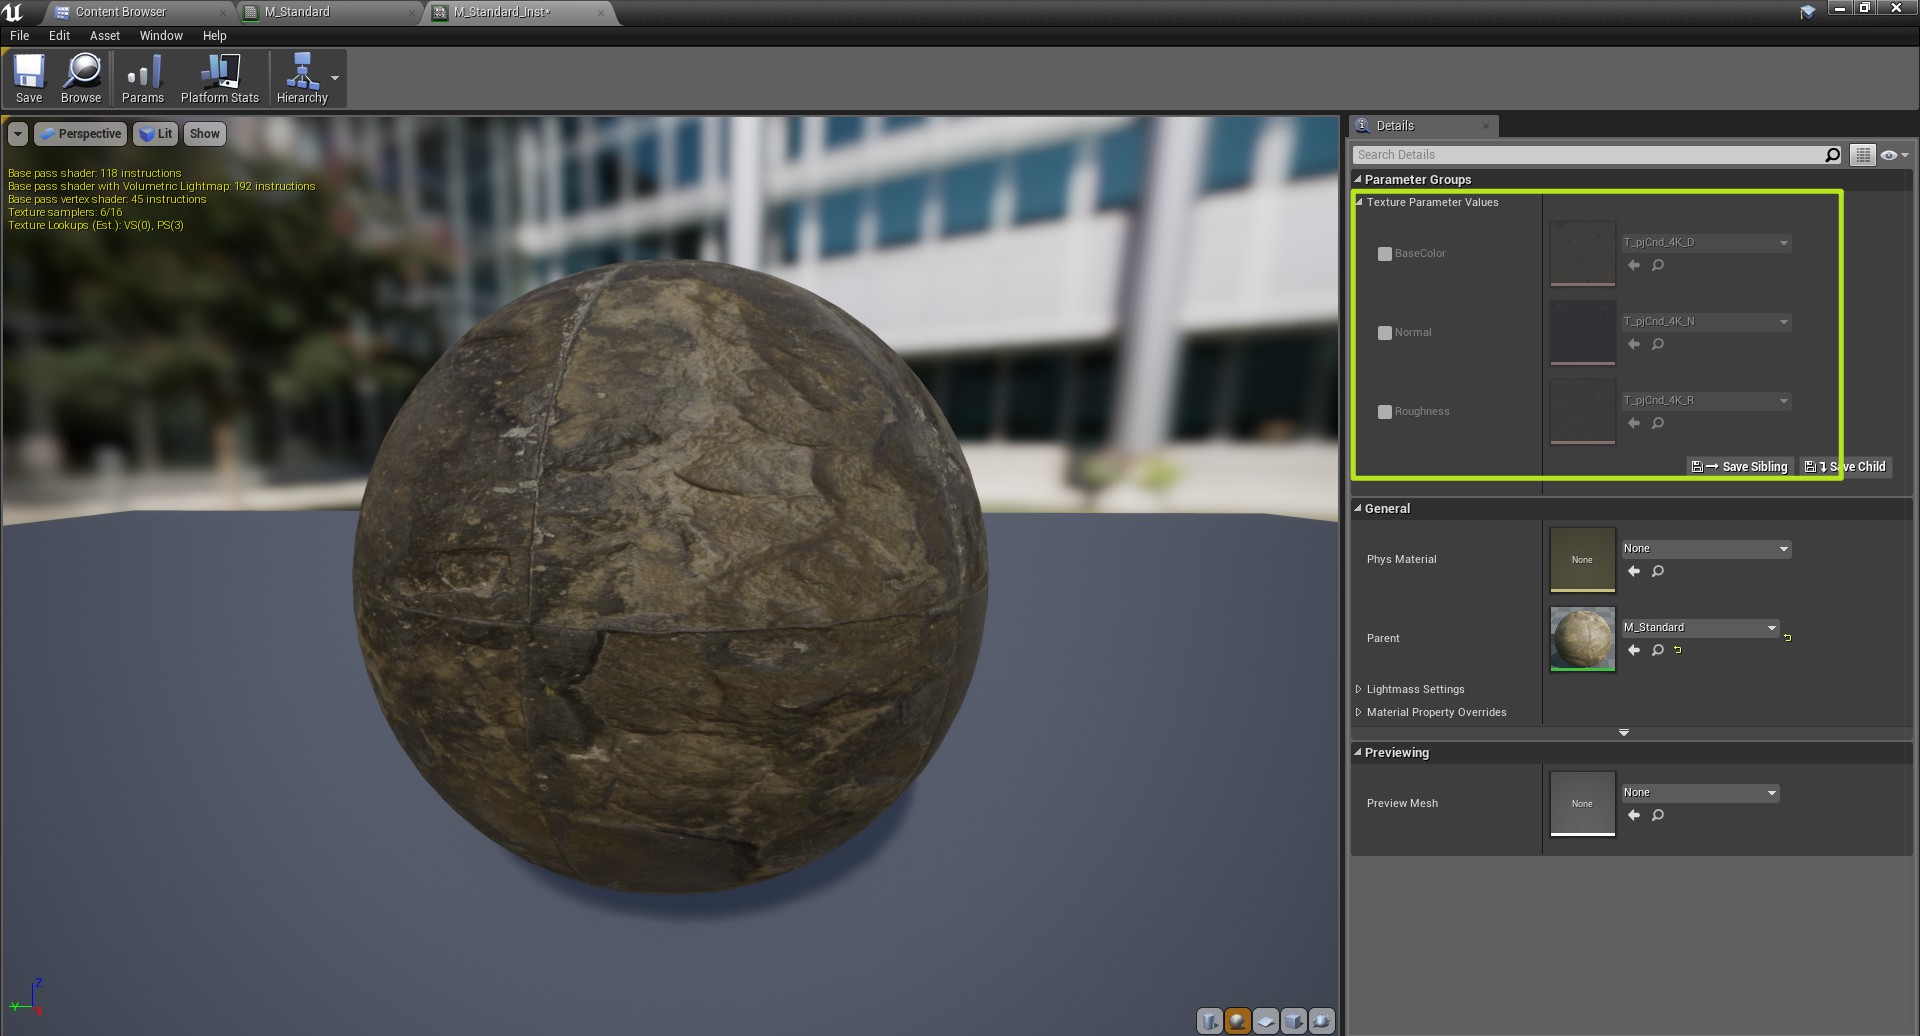 Content Browser
M_Standard
M_Standard_Inst*
File Edit Asset Window Help
Save
Browse
Params
Platform Stats
Hierarchy
Perspective
Lit
Show
Base pass shader: 118 instructions
Base pass shader with Volumetric Lightmap: 192 instructions
Base pass vertex shader: 45 instructions
Texture samplers: 6/16
Texture Lookups (Est.): VS(0), PS(3)
Z
Y
X
Details
Search Details
Parameter Groups
Texture Parameter Values
BaseColor
T_pjCnd_4K_D
Normal
T_pjCnd_4K_N
Roughness
T_pjCnd_4K_R
Save Sibling
Save Child
General
Phys Material
None
None
Parent
M_Standard
Lightmass Settings
Material Property Overrides
Previewing
Preview Mesh
None
None